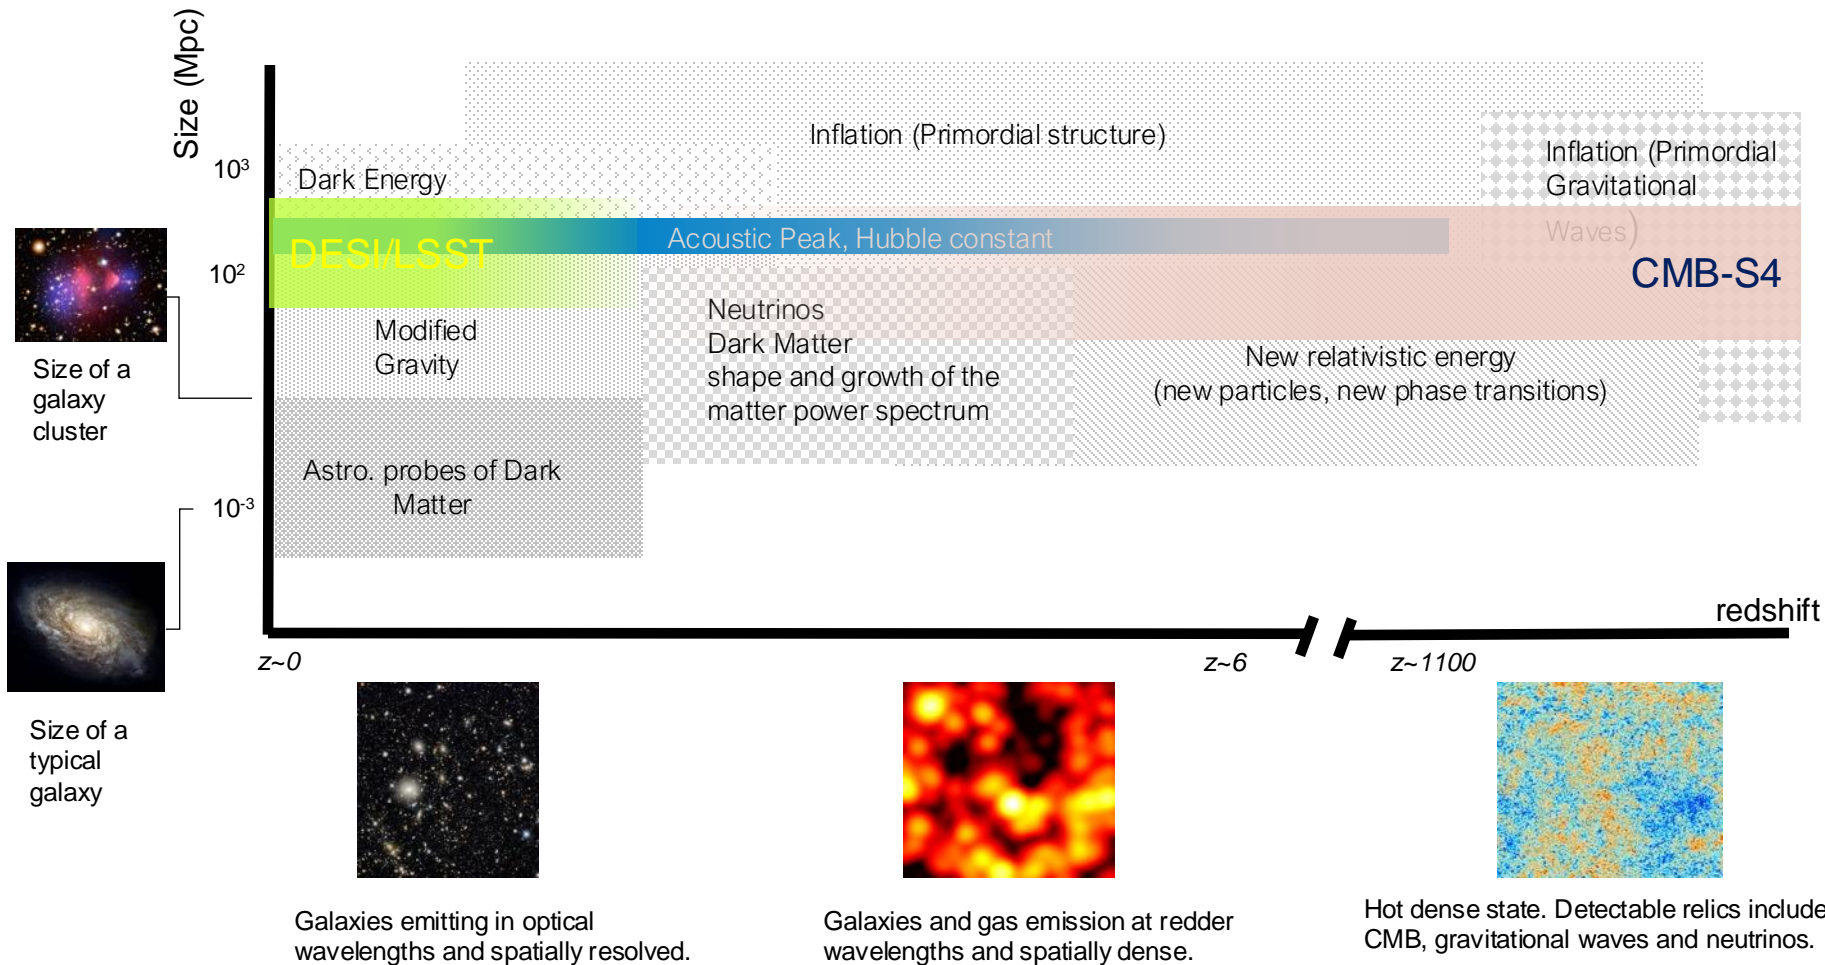 Size (Mpc)
10³
10²
10⁻³
Inflation (Primordial structure)
Inflation (Primordial
Gravitational
Waves)
Dark Energy
DESI/LSST
Acoustic Peak, Hubble constant
CMB-S4
Modified
Gravity
Neutrinos
Dark Matter
shape and growth of the
matter power spectrum
New relativistic energy
(new particles, new phase transitions)
Astro. probes of Dark
Matter
Size of a
galaxy
cluster
Size of a
typical
galaxy
redshift
z~0
z~6
z~1100
Galaxies emitting in optical
wavelengths and spatially resolved.
Galaxies and gas emission at redder
wavelengths and spatially dense.
Hot dense state. Detectable relics include
CMB, gravitational waves and neutrinos.